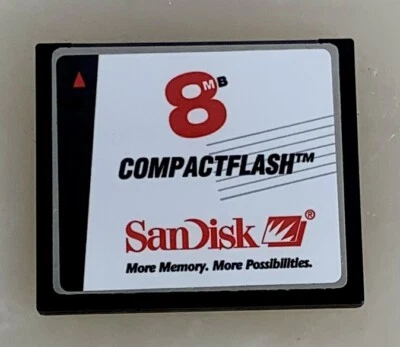 8MB
COMPACTFLASH™
SanDisk ®
More Memory. More Possibilities.